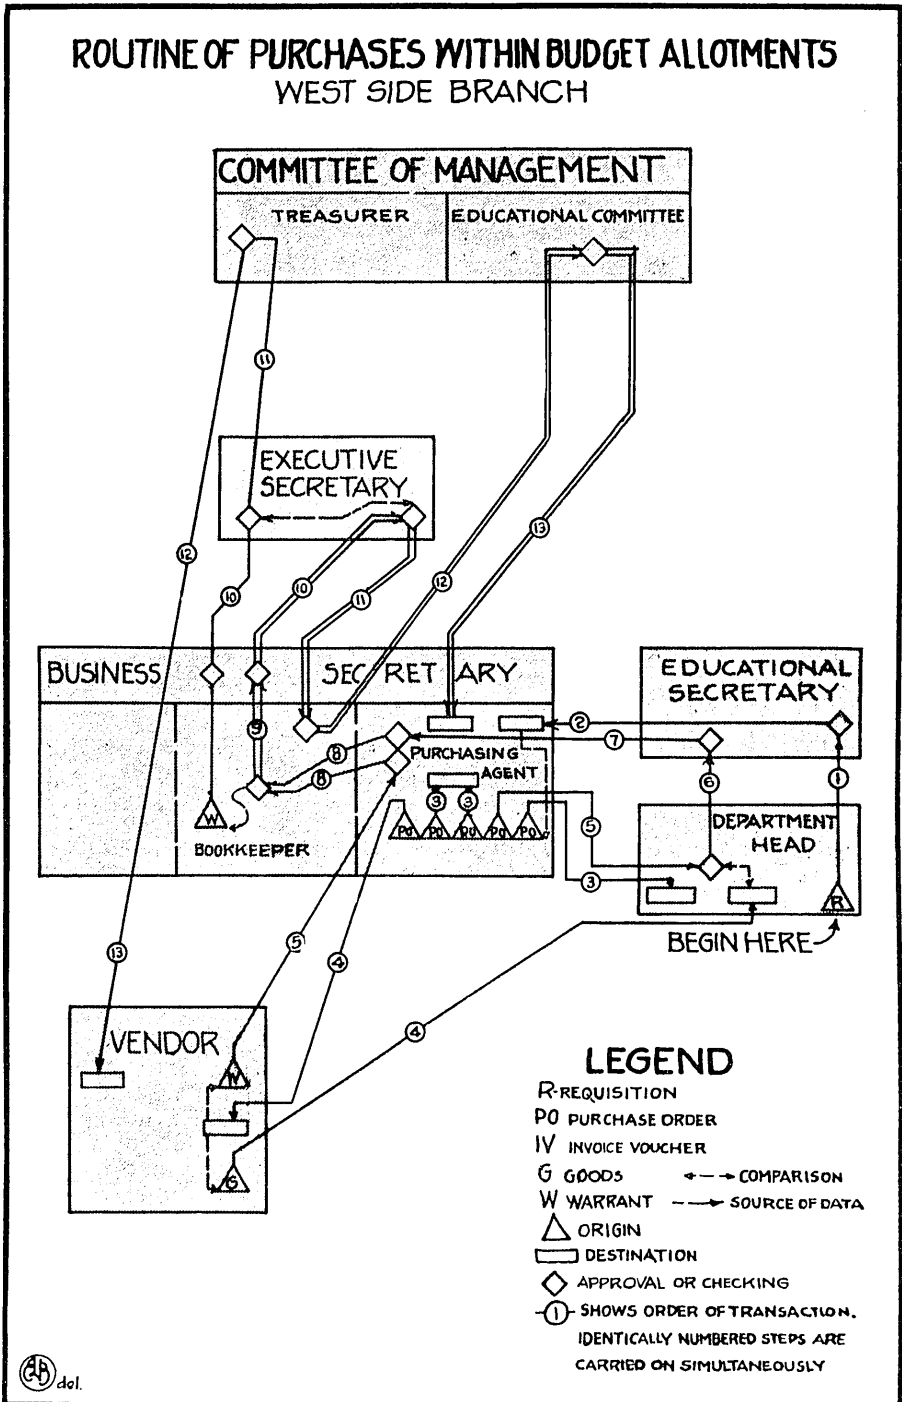 ROUTINE OF PURCHASES WITHIN BUDGET ALLOTMENTS
WEST SIDE BRANCH
COMMITTEE OF MANAGEMENT
TREASURER
EDUCATIONAL COMMITTEE
11
EXECUTIVE
SECRETARY
12
13
10
10
11
12
BUSINESS
SECRETARY
EDUCATIONAL
SECRETARY
2
7
9
8
8
PURCHASING
AGENT
6
1
3
3
W
PO
PO
PO
PO
PO
BOOKKEEPER
5
3
DEPARTMENT
HEAD
R
BEGIN HERE
13
5
4
4
VENDOR
IV
G
LEGEND
R-REQUISITION
PO PURCHASE ORDER
IV INVOICE VOUCHER
G GOODS
COMPARISON
W WARRANT
SOURCE OF DATA
ORIGIN
DESTINATION
APPROVAL OR CHECKING
1 SHOWS ORDER OF TRANSACTION.
IDENTICALLY NUMBERED STEPS ARE
CARRIED ON SIMULTANEOUSLY
del.